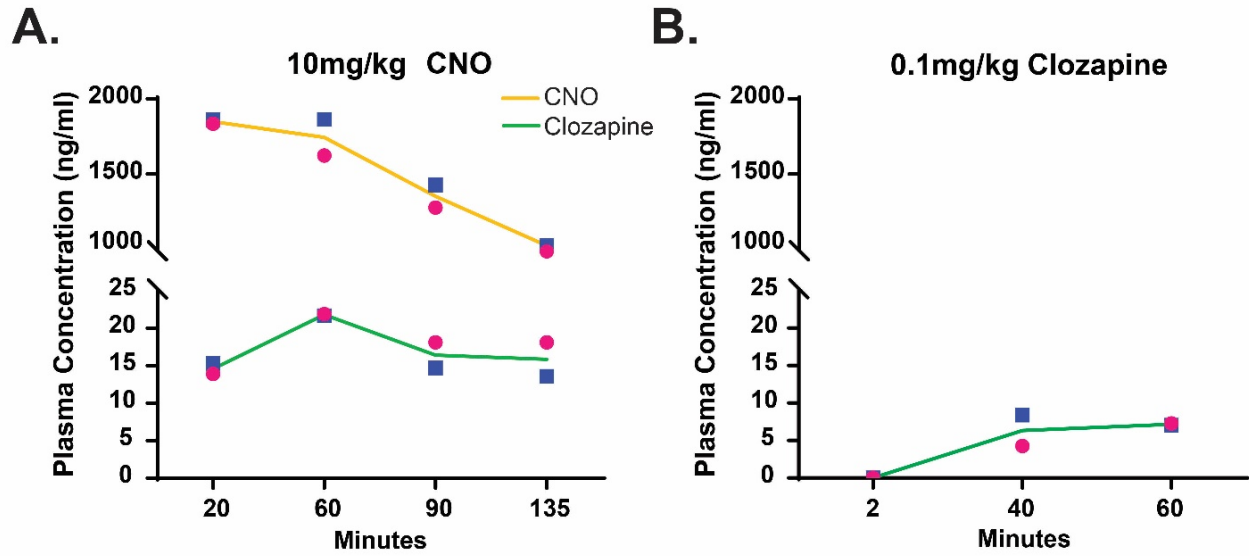 A.
10mg/kg CNO
CNO
Clozapine
Plasma Concentration (ng/ml)
2000
1500
1000
25
20
15
10
5
0
20 60 90 135
Minutes
B.
0.1mg/kg Clozapine
Plasma Concentration (ng/ml)
2000
1500
1000
25
20
15
10
5
0
2 40 60
Minutes